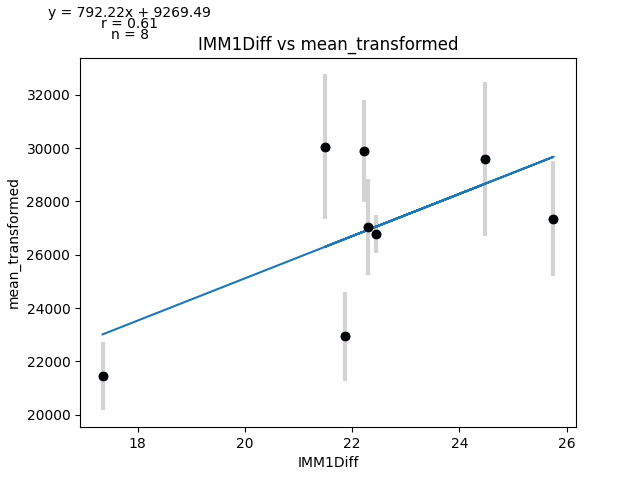 y = 792.22x + 9269.49
r = 0.61
n = 8
IMM1Diff vs mean_transformed
mean_transformed
32000
30000
28000
26000
24000
22000
20000
18
20
22
24
26
IMM1Diff